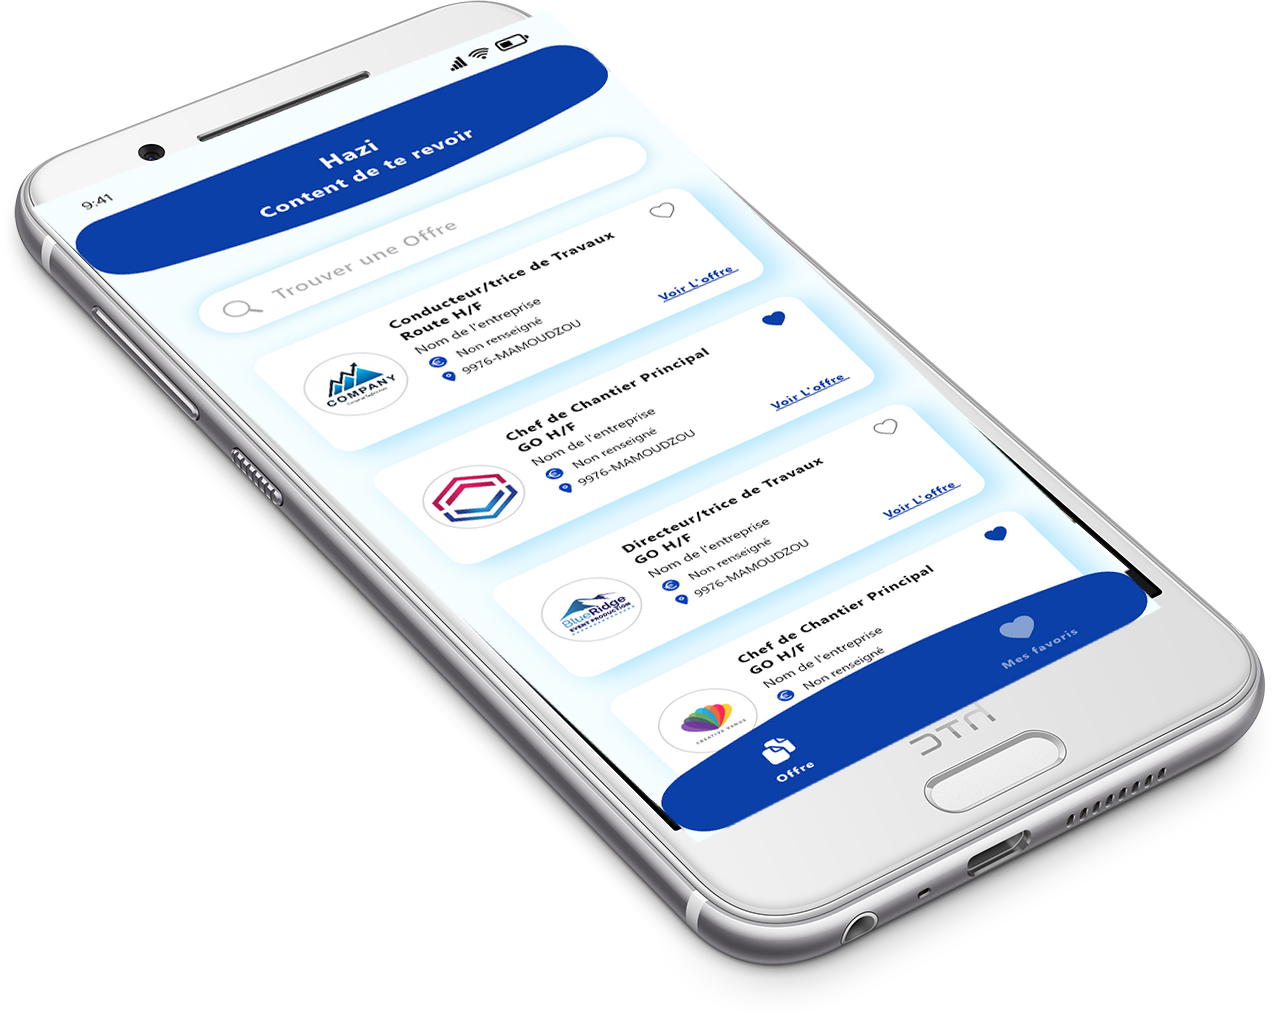 9:41
Hazi
Content de te revoir
Trouver une Offre
Conducteur/trice de Travaux
Route H/F
Nom de l'entreprise
Non renseigné
9976-MAMOUDZOU
Voir L'offre
COMPANY
Chef de Chantier Principal
GO H/F
Nom de l'entreprise
Non renseigné
9976-MAMOUDZOU
Voir L'offre
Directeur/trice de Travaux
GO H/F
Nom de l'entreprise
Non renseigné
9976-MAMOUDZOU
Voir L'offre
BlueRidge
EVENT PRODUCTION
Chef de Chantier Principal
GO H/F
Nom de l'entreprise
Non renseigné
CREATIVE VENUS
Offre
Mes favoris